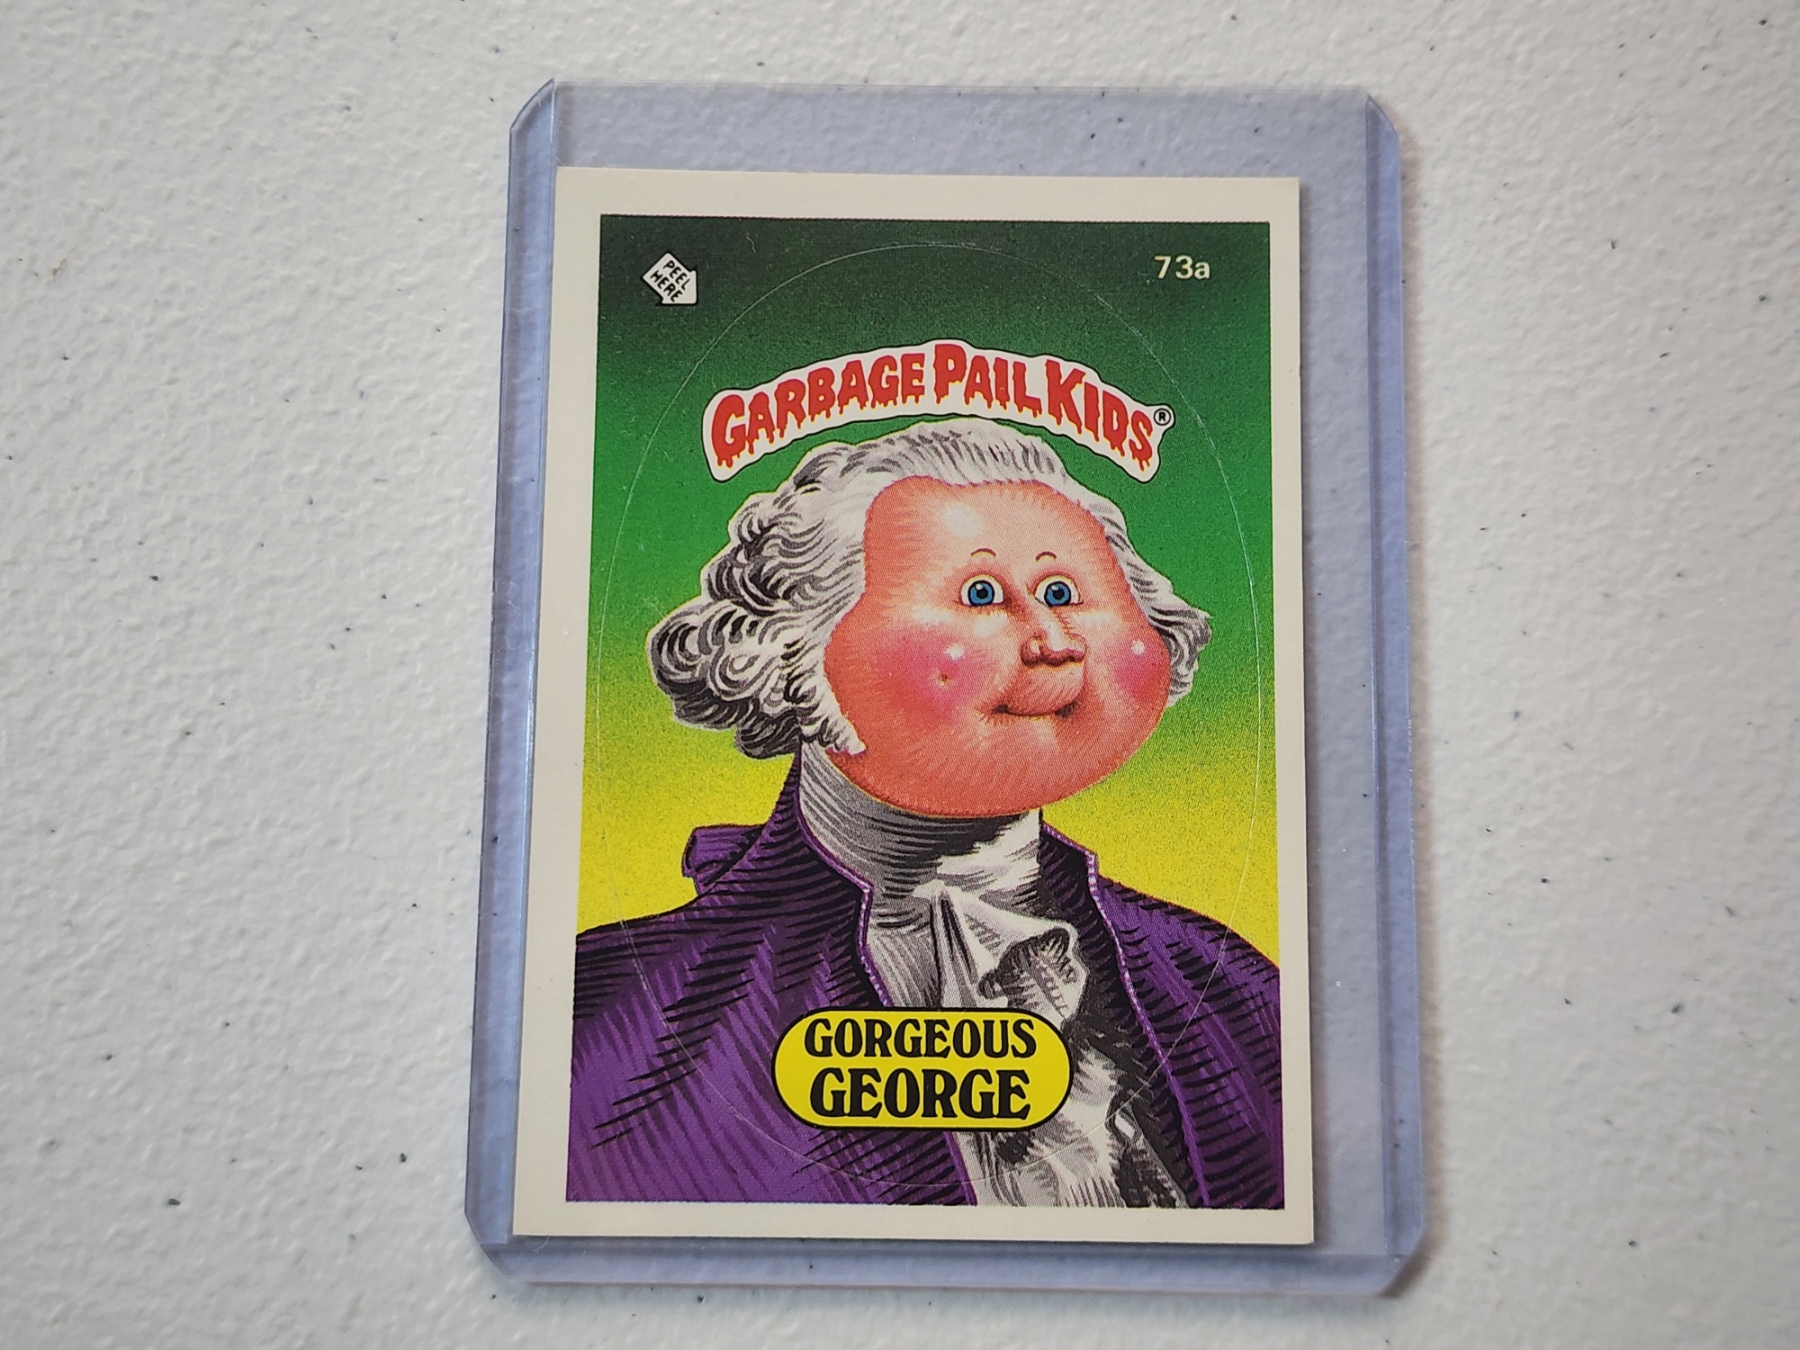 PEEL
HERE
73a
GARBAGE PAIL KIDS®
GORGEOUS
GEORGE